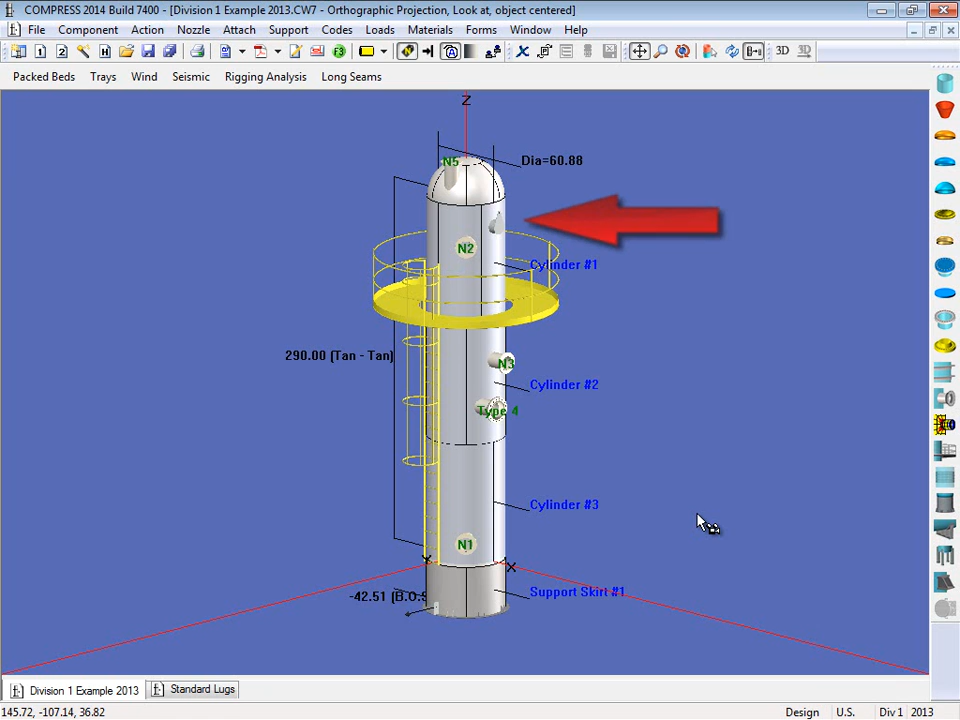 COMPRESS 2014 Build 7400 - [Division 1 Example 2013.CW7 - Orthographic Projection, Look at, object centered]
File Component Action Nozzle Attach Support Codes Loads Materials Forms Window Help
1 2 N F3 A 3D 3D
Packed Beds Trays Wind Seismic Rigging Analysis Long Seams
Z
N5 Dia=60.88
N2
Cylinder #1
290.00 (Tan - Tan)
N3
Cylinder #2
Type 4
Cylinder #3
N1
X
-42.51 [B.O.S
Support Skirt #1
Division 1 Example 2013 Standard Lugs
145.72, -107.14, 36.82 Design U.S. Div 1 2013